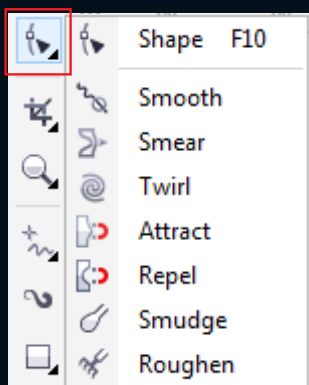 Shape F10
Smooth
Smear
Twirl
Attract
Repel
Smudge
Roughen